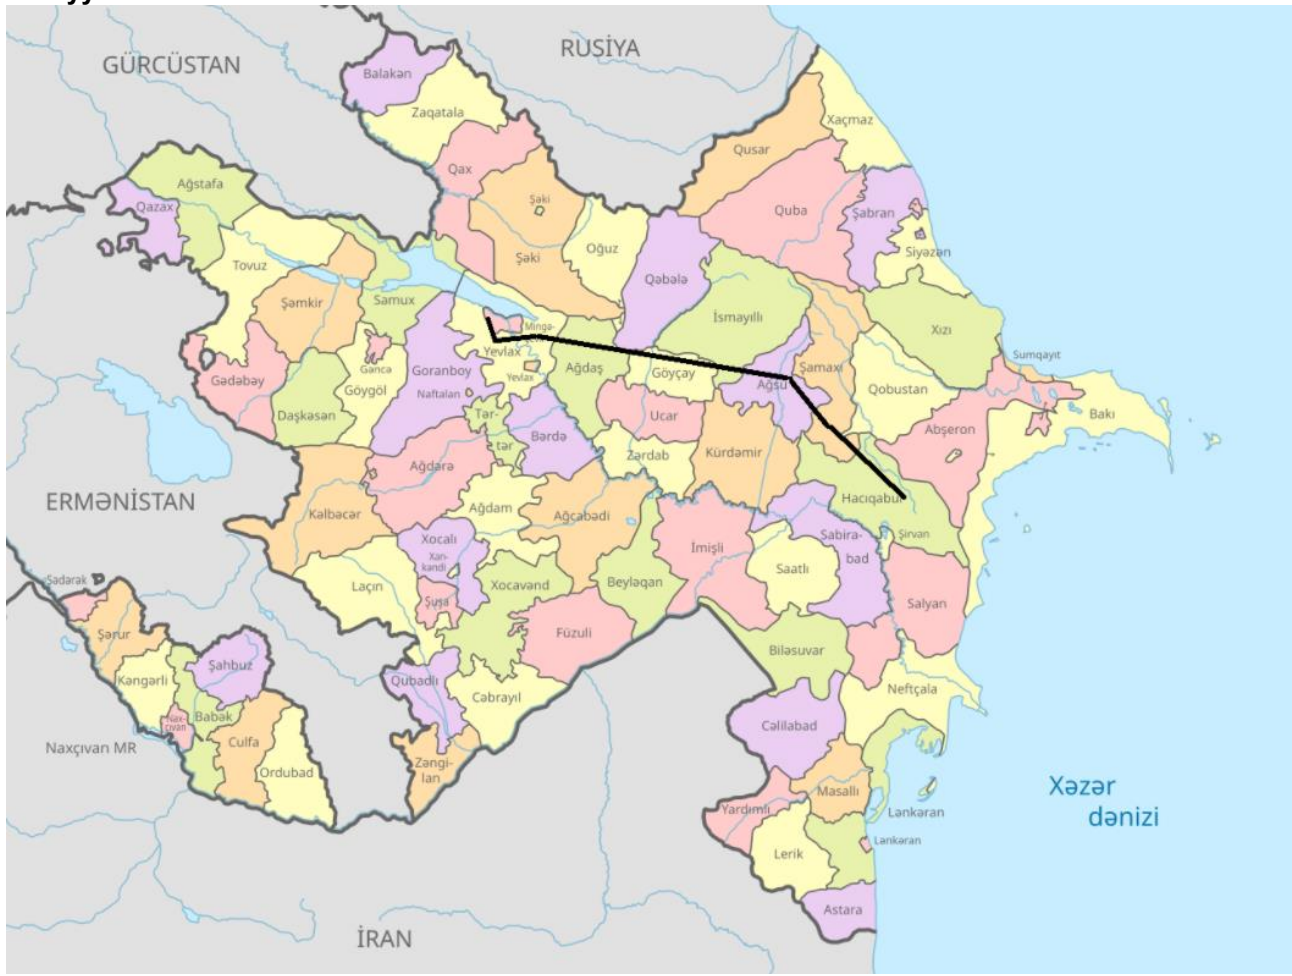 RUSİYA
GÜRCÜSTAN
Balakən
Zaqatala
Xaçmaz
Qusar
Qax
Ağstafa
Şəki
Qazax
Quba
Şabran
Oğuz
Siyəzən
Şəki
Tovuz
Qəbələ
Şəmkir
Samux
İsmayıllı
Xızı
Minga-
Yevlax
Sumqayıt
Ağdaş
Göyçay
Şamaxı
Gəncə
Goranboy
Gədəbəy
Yevlax
Ağsu
Göygöl
Naftalan
Qobustan
Daşkəsən
Tər-
tər
Ucar
Bakı
Abşeron
Bərdə
Zərdab
Kürdəmir
Ağdərə
ERMƏNİSTAN
Kəlbəcər
Ağdam
Ağcabədi
Hacıqabul
Şirvan
Xocalı
Xan-
kəndi
İmişli
Sabira-
bad
Saatlı
Sədərək
Laçın
Xocavənd
Beyləqan
Şuşa
Salyan
Şərur
Füzuli
Biləsuvar
Şahbuz
Kəngərli
Qubadlı
Cəbrayıl
Neftçala
Nax-
çıvan
Babək
Cəlilabad
Naxçıvan MR
Culfa
Ordubad
Zəngi-
lan
Masallı
Xəzər
dənizi
Yardımlı
Lənkəran
Lənkəran
Lerik
Astara
İRAN